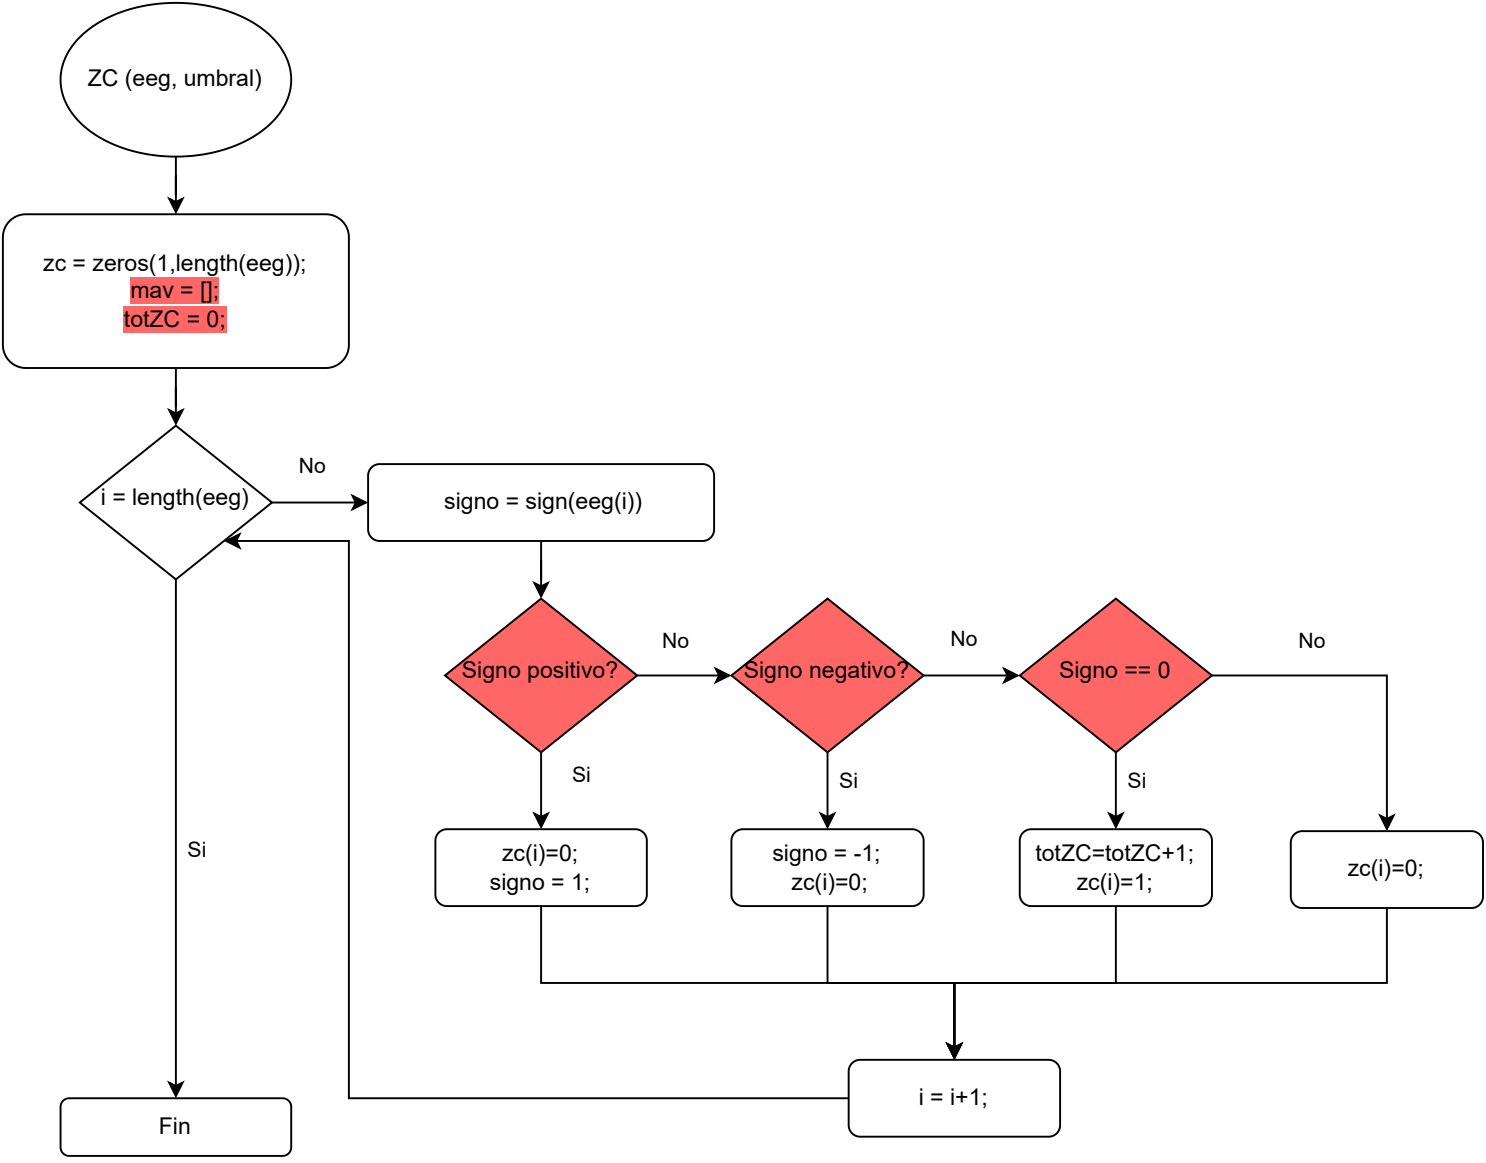 ZC (eeg, umbral)
zc = zeros(1,length(eeg));
mav = [];
totZC = 0;
i = length(eeg)
No
signo = sign(eeg(i))
Signo positivo?
No
Signo negativo?
No
Signo == 0
No
Si
Si
Si
zc(i)=0;
signo = 1;
signo = -1;
zc(i)=0;
totZC=totZC+1;
zc(i)=1;
zc(i)=0;
Si
i = i+1;
Fin